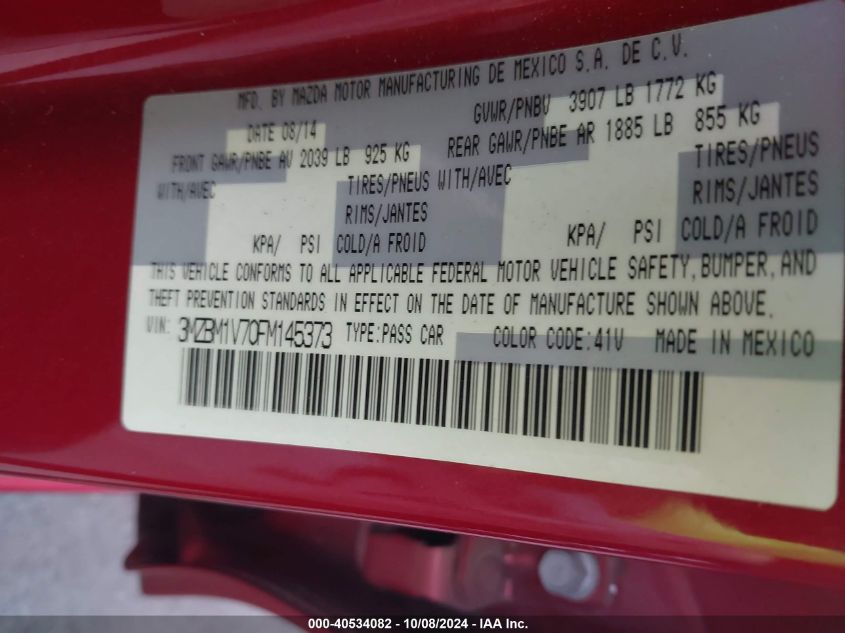 MFD. BY MAZDA MOTOR MANUFACTURING DE MEXICO S.A. DE C.V.
DATE 08/14 GVWR/PNBV 3907 LB 1772 KG
FRONT GAWR/PNBE AV 2039 LB 925 KG REAR GAWR/PNBE AR 1885 LB 855 KG
WITH/AVEC TIRES/PNEUS WITH/AVEC TIRES/PNEUS
RIMS/JANTES RIMS/JANTES
KPA/ PSI COLD/A FROID KPA/ PSI COLD/A FROID
THIS VEHICLE CONFORMS TO ALL APPLICABLE FEDERAL MOTOR VEHICLE SAFETY, BUMPER, AND
THEFT PREVENTION STANDARDS IN EFFECT ON THE DATE OF MANUFACTURE SHOWN ABOVE.
VIN: 3MZBM1V70FM145373 TYPE:PASS CAR COLOR CODE:41V MADE IN MEXICO
000-40534082 - 10/08/2024 - IAA Inc.